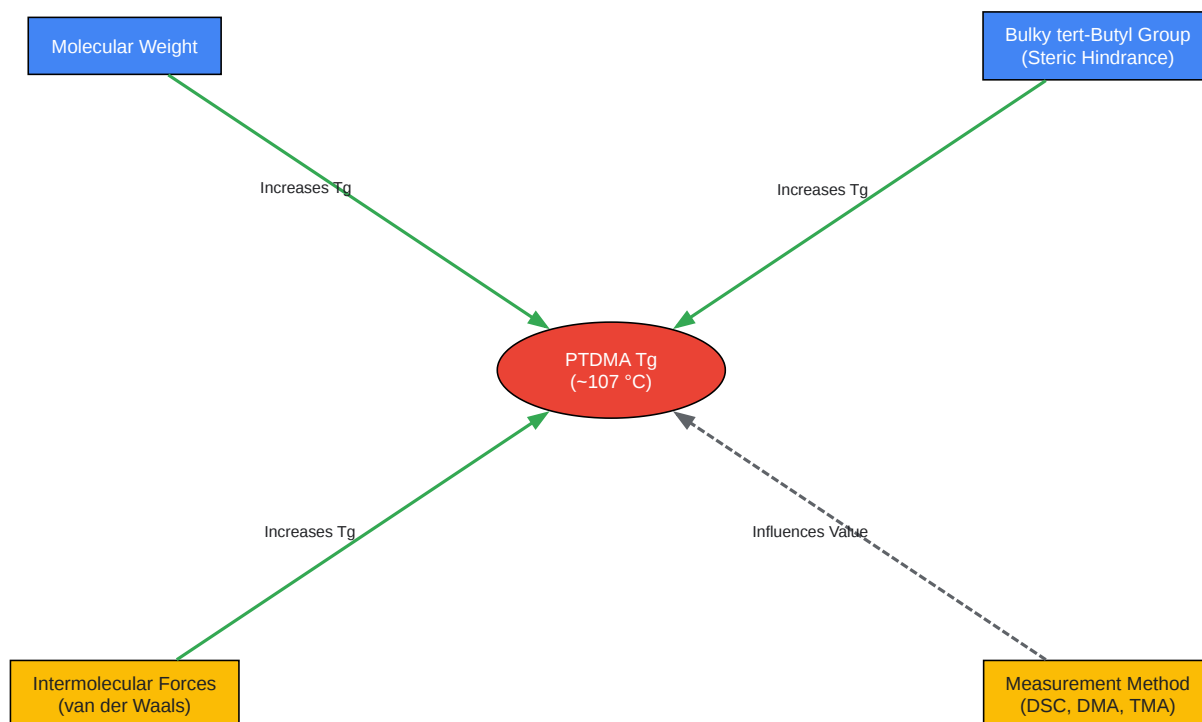 Molecular Weight
Bulky tert-Butyl Group
(Steric Hindrance)
Increases Tg
Increases Tg
PTDMA Tg
(~107 °C)
Increases Tg
Influences Value
Intermolecular Forces
(van der Waals)
Measurement Method
(DSC, DMA, TMA)